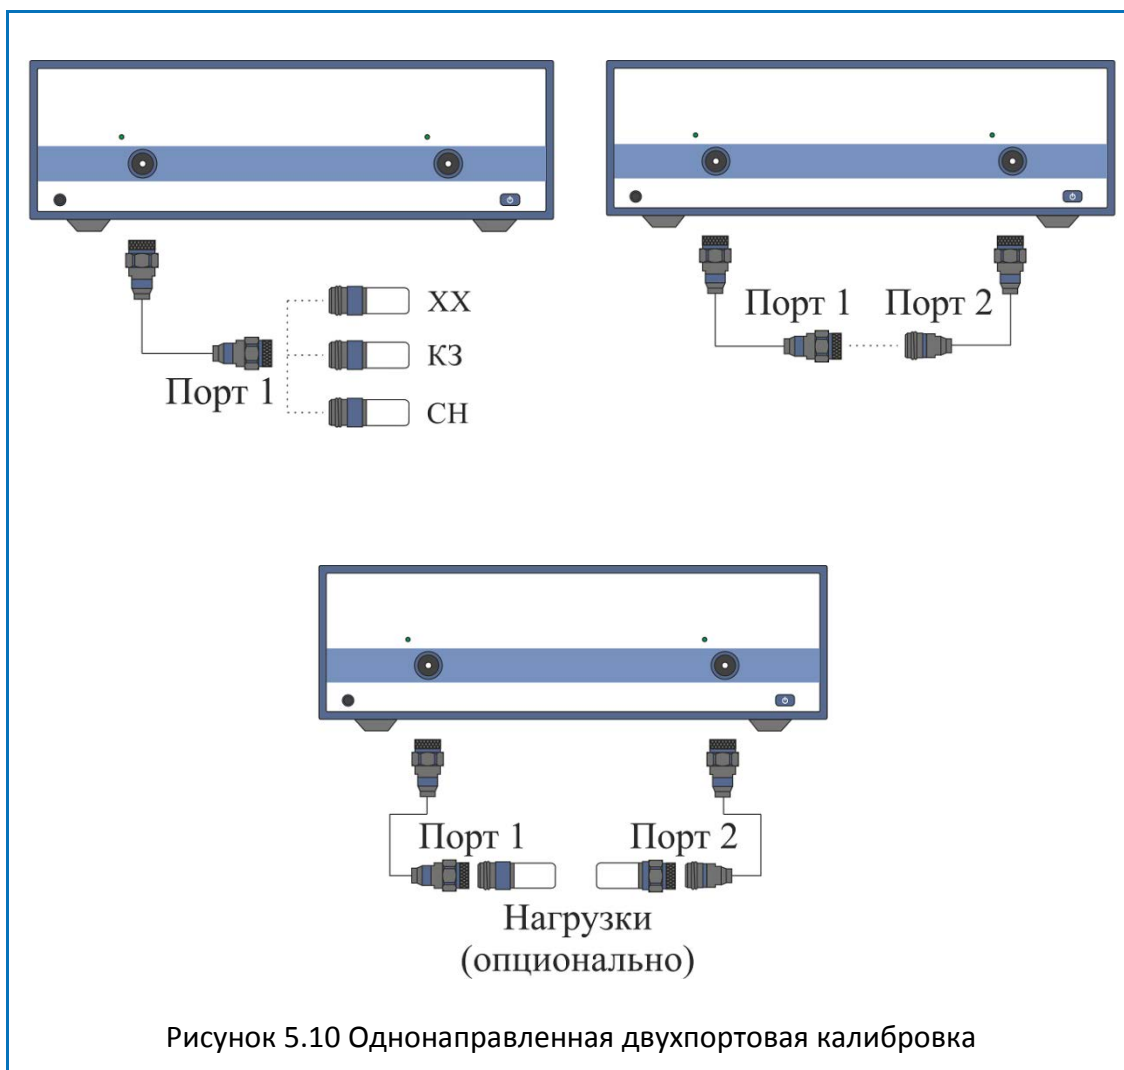 ХХ
КЗ
СН
Порт 1
Порт 1
Порт 2
Порт 1
Порт 2
Нагрузки
(опционально)
Рисунок 5.10 Однонаправленная двухпортовая калибровка